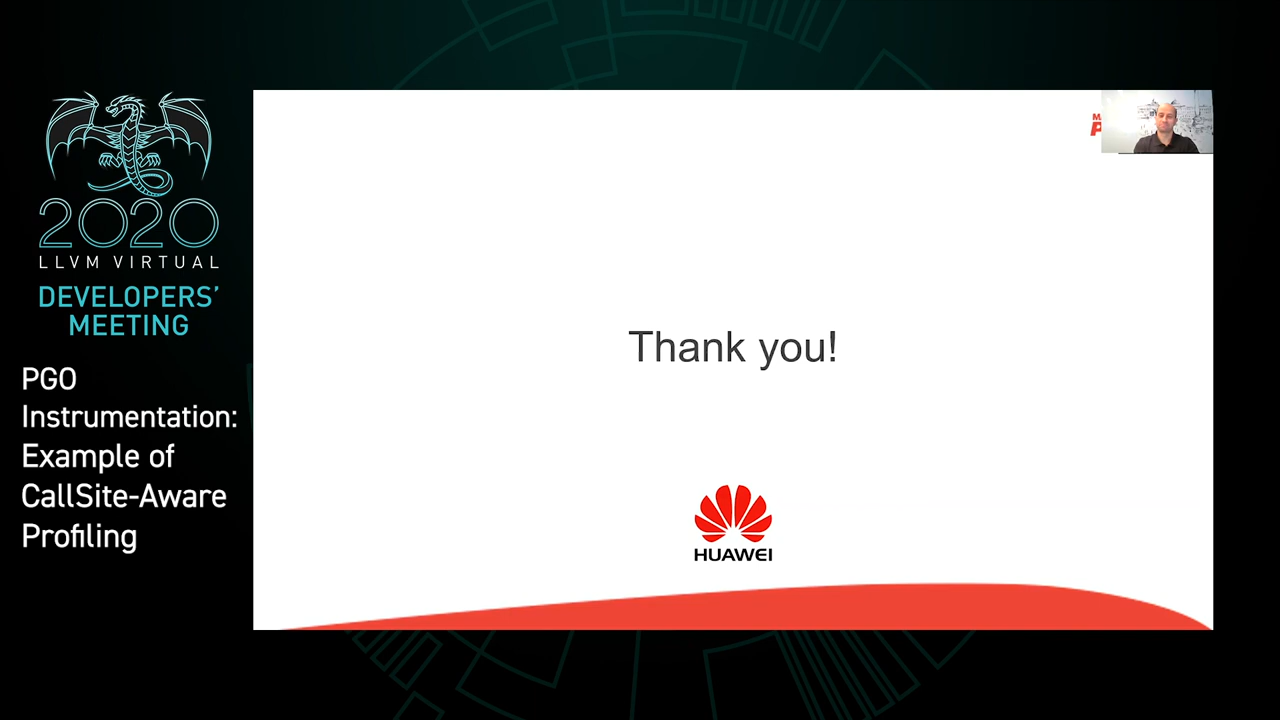 2020
LLVM VIRTUAL
DEVELOPERS’
MEETING
PGO
Instrumentation:
Example of
CallSite-Aware
Profiling
Thank you!
HUAWEI